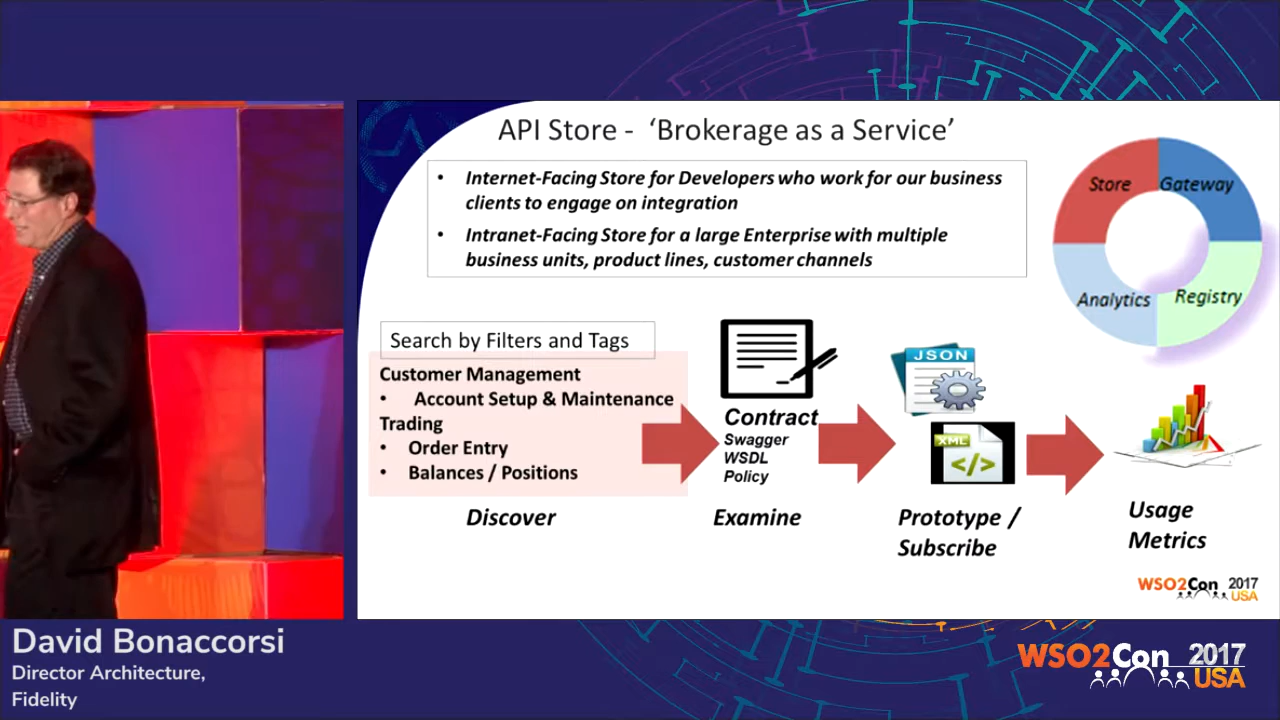 API Store -  ‘Brokerage as a Service’
• Internet-Facing Store for Developers who work for our business
clients to engage on integration
• Intranet-Facing Store for a large Enterprise with multiple
business units, product lines, customer channels
Store
Gateway
Analytics
Registry
Search by Filters and Tags
Customer Management
• Account Setup & Maintenance
Trading
• Order Entry
• Balances / Positions
Discover
Contract
Swagger
WSDL
Policy
Examine
JSON
XML
</>
Prototype /
Subscribe
Usage
Metrics
WSO2Con 2017
USA
David Bonaccorsi
Director Architecture,
Fidelity
WSO2Con 2017
USA